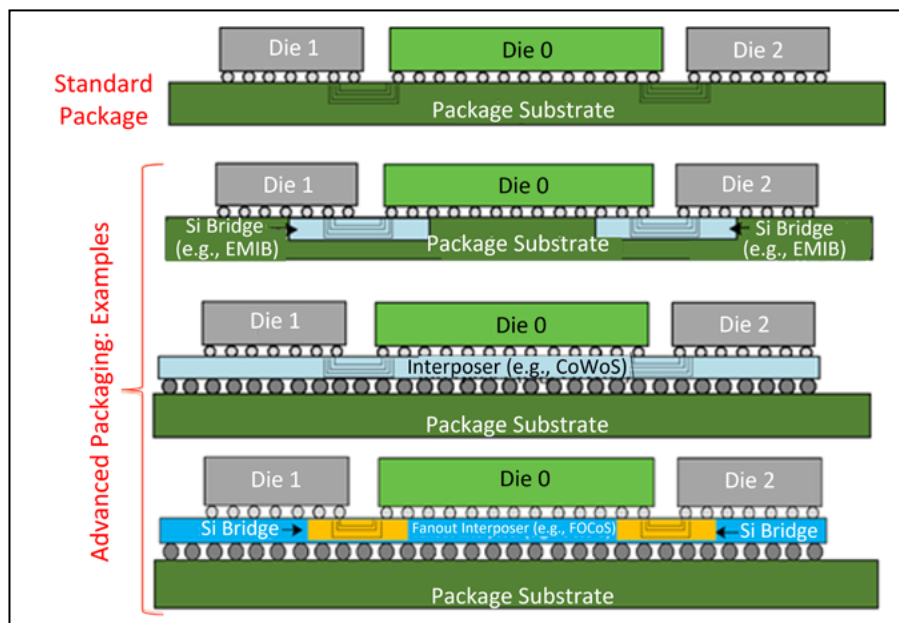 Die 1
Die 0
Die 2
Standard
Package
Package Substrate
Advanced Packaging: Examples
Die 1
Die 0
Die 2
Si Bridge
(e.g., EMIB)
Package Substrate
Si Bridge
(e.g., EMIB)
Die 1
Die 0
Die 2
Interposer (e.g., CoWoS)
Package Substrate
Die 1
Die 0
Die 2
Si Bridge
Fanout Interposer (e.g., FOCoS)
Si Bridge
Package Substrate